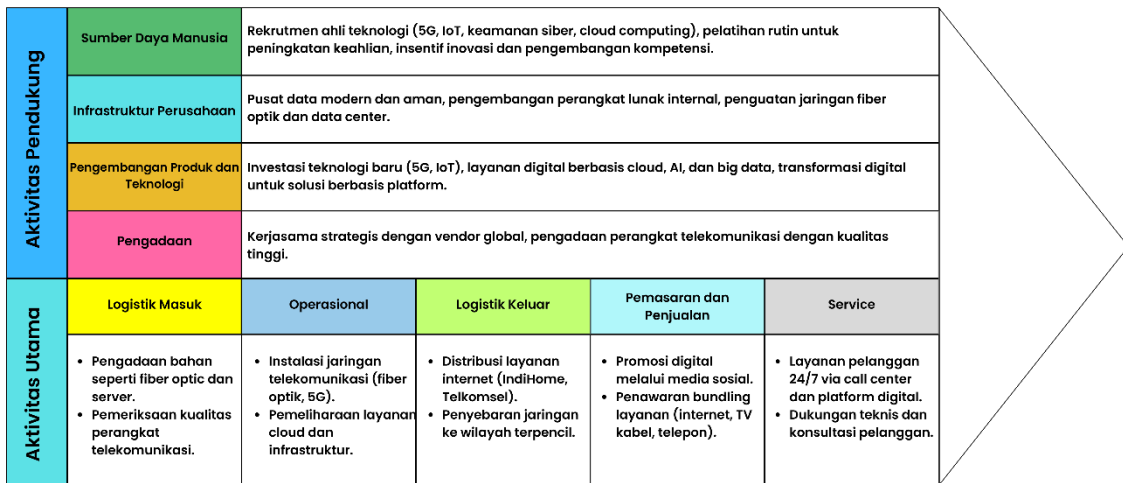 Aktivitas Pendukung
Sumber Daya Manusia
Rekrutmen ahli teknologi (5G, IoT, keamanan siber, cloud computing), pelatihan rutin untuk
peningkatan keahlian, insentif inovasi dan pengembangan kompetensi.
Infrastruktur Perusahaan
Pusat data modern dan aman, pengembangan perangkat lunak internal, penguatan jaringan fiber
optik dan data center.
Pengembangan Produk dan
Teknologi
Investasi teknologi baru (5G, IoT), layanan digital berbasis cloud, AI, dan big data, transformasi digital
untuk solusi berbasis platform.
Pengadaan
Kerjasama strategis dengan vendor global, pengadaan perangkat telekomunikasi dengan kualitas
tinggi.
Aktivitas Utama
Logistik Masuk
• Pengadaan bahan
seperti fiber optic dan
server.
• Pemeriksaan kualitas
perangkat
telekomunikasi.
Operasional
• Instalasi jaringan
telekomunikasi (fiber
optik, 5G).
• Pemeliharaan layanan
cloud dan
infrastruktur.
Logistik Keluar
• Distribusi layanan
internet (IndiHome,
Telkomsel).
• Penyebaran jaringan
ke wilayah terpencil.
Pemasaran dan
Penjualan
• Promosi digital
melalui media sosial.
• Penawaran bundling
layanan (internet, TV
kabel, telepon).
Service
• Layanan pelanggan
24/7 via call center
dan platform digital.
• Dukungan teknis dan
konsultasi pelanggan.